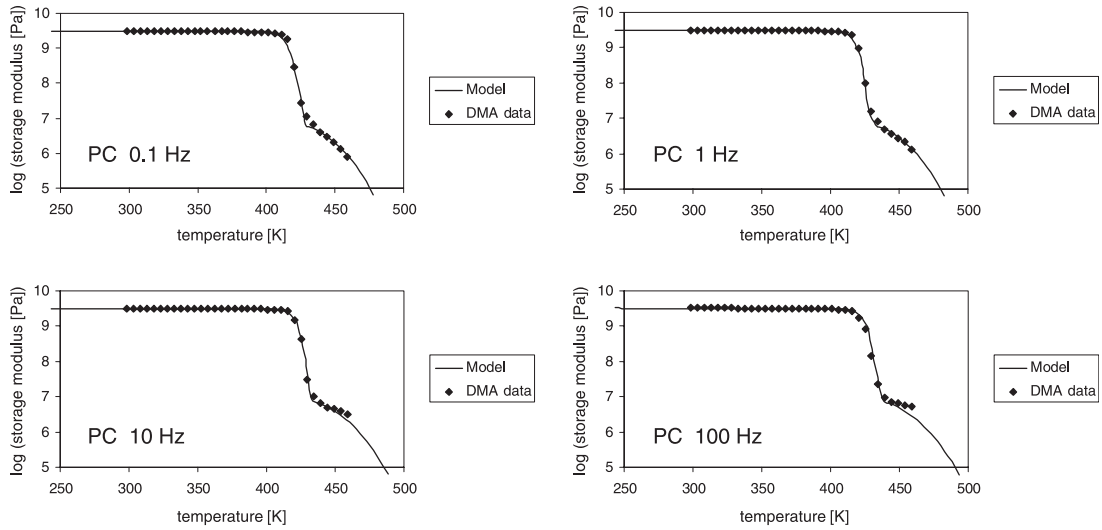 10
9
8
7
6
5
log (storage modulus [Pa])
PC 0.1 Hz
250 300 350 400 450 500
temperature [K]
Model
DMA data
10
9
8
7
6
5
log (storage modulus [Pa])
PC 1 Hz
250 300 350 400 450 500
temperature [K]
Model
DMA data
10
9
8
7
6
5
log (storage modulus [Pa])
PC 10 Hz
250 300 350 400 450 500
temperature [K]
Model
DMA data
10
9
8
7
6
5
log (storage modulus [Pa])
PC 100 Hz
250 300 350 400 450 500
temperature [K]
Model
DMA data